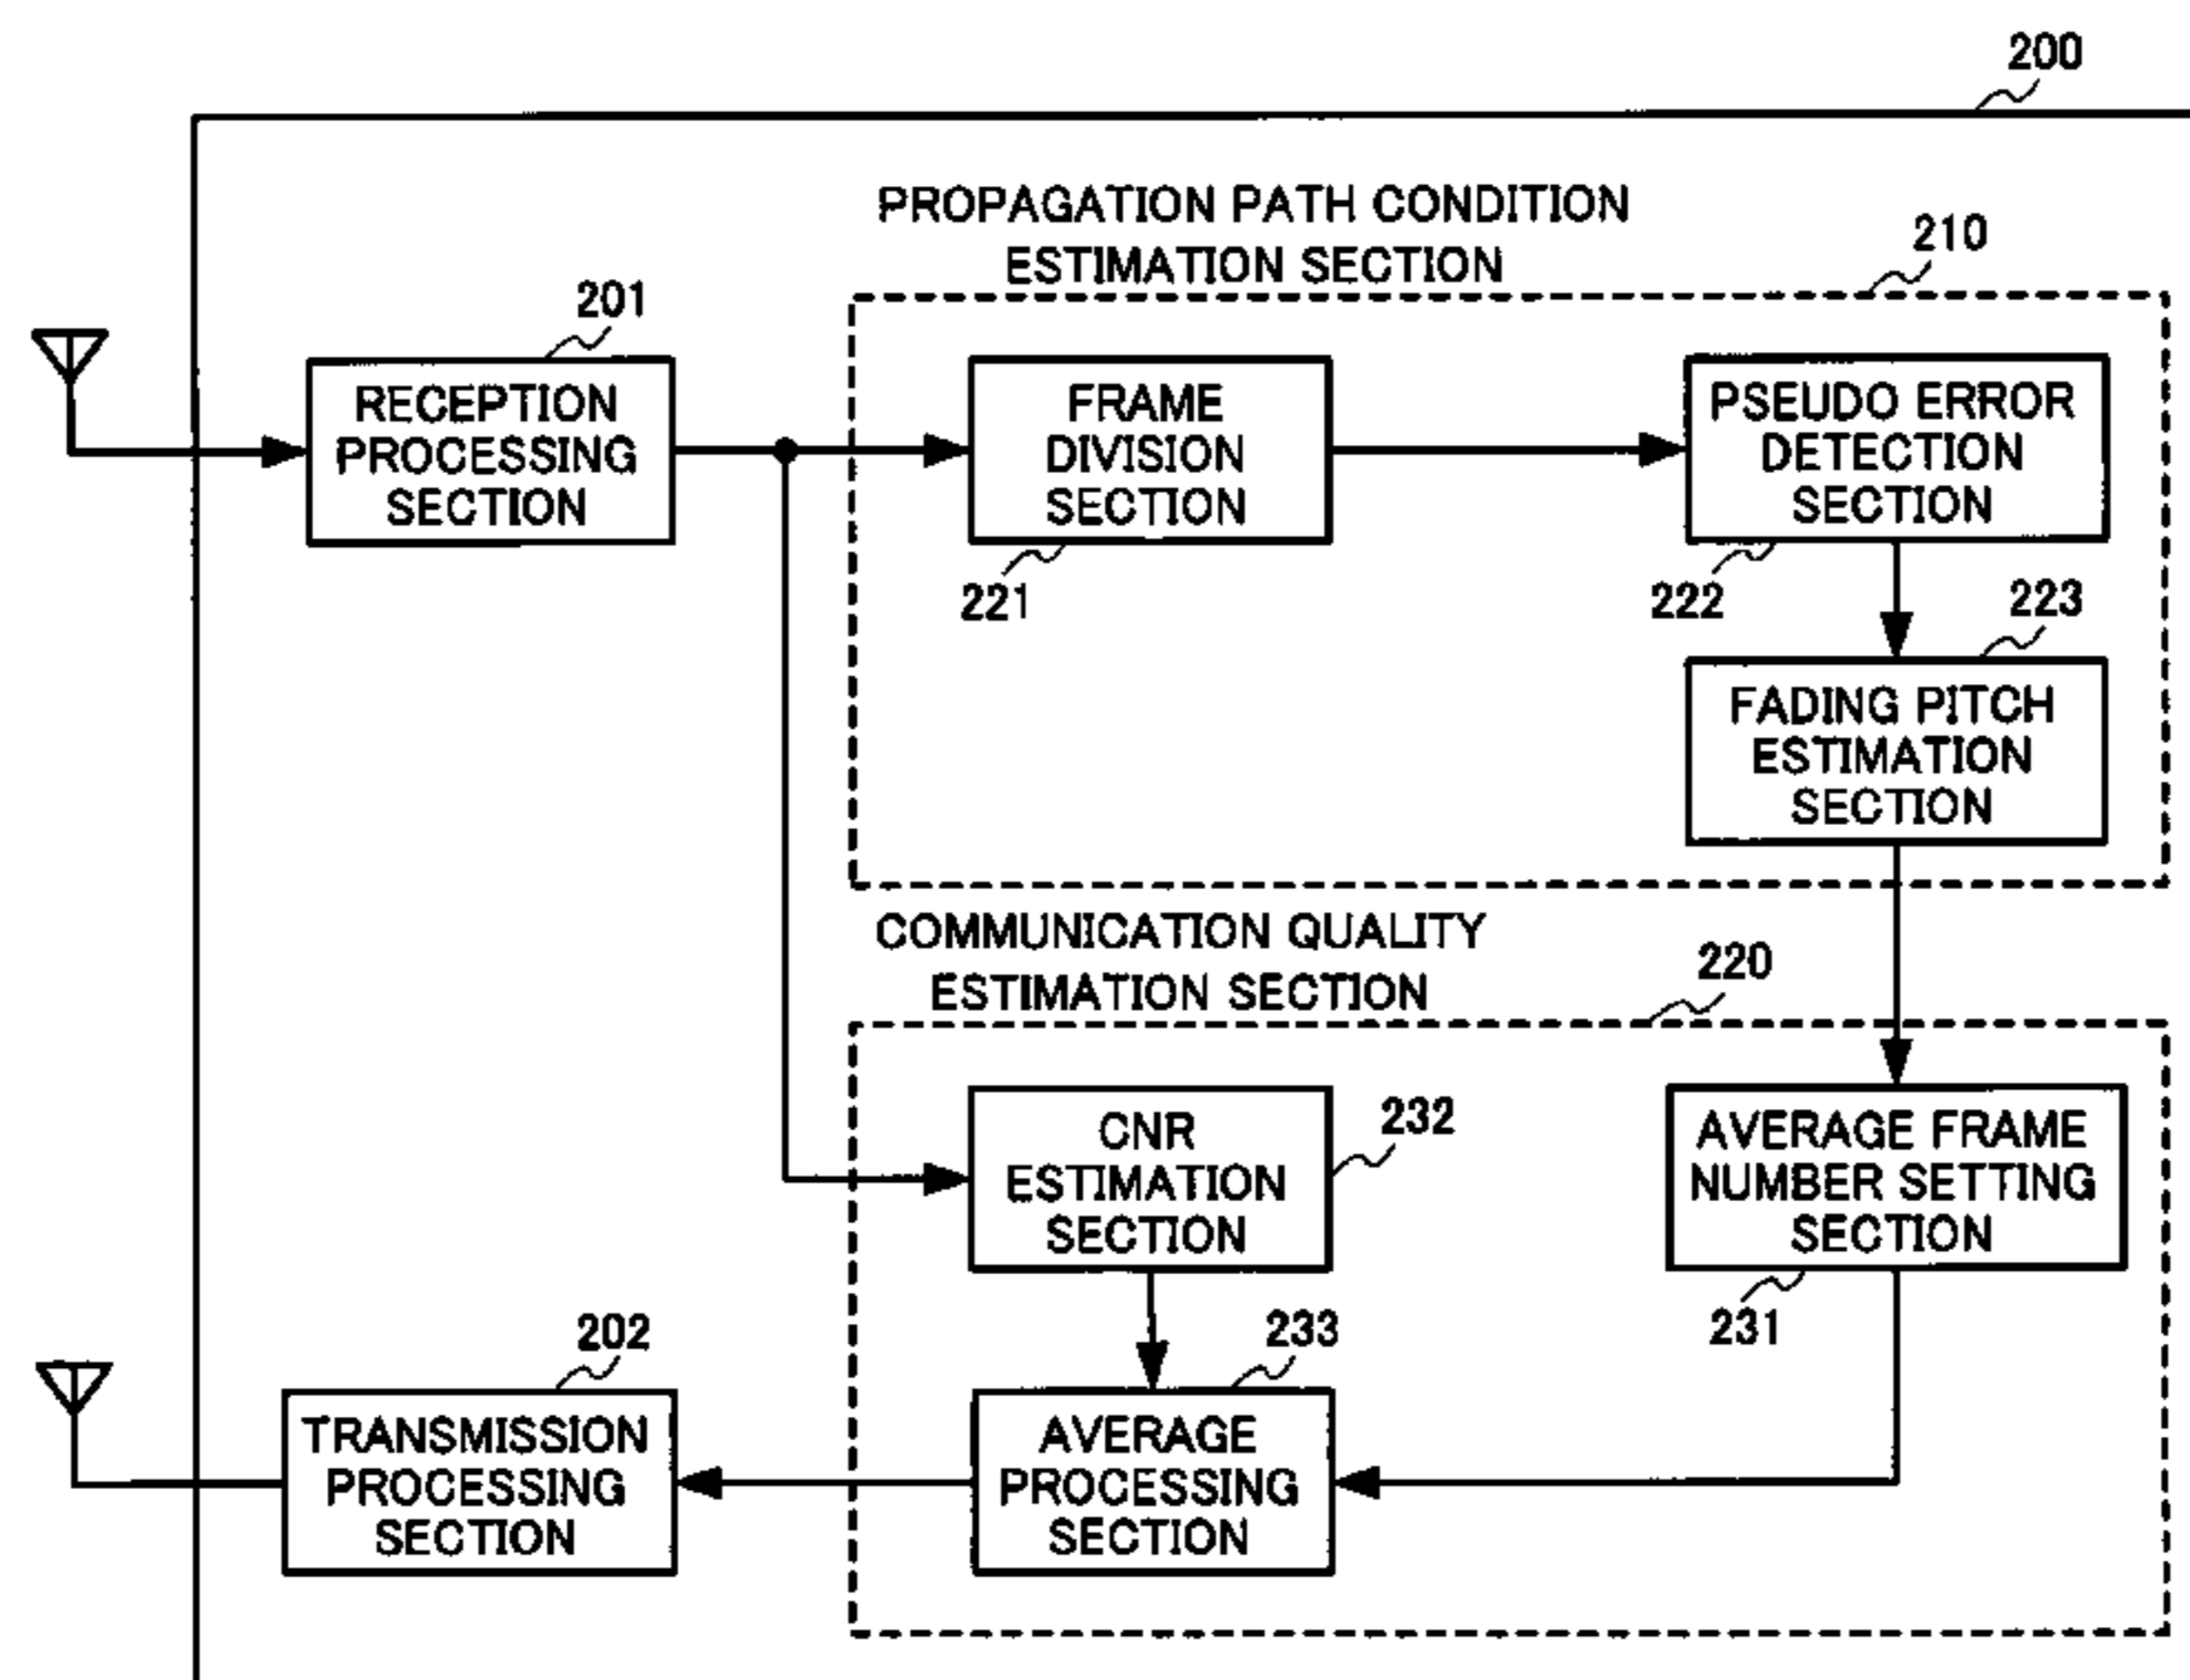 200
PROPAGATION PATH CONDITION
ESTIMATION SECTION
210
201
RECEPTION
PROCESSING
SECTION
FRAME
DIVISION
SECTION
221
PSEUDO ERROR
DETECTION
SECTION
222
223
FADING PITCH
ESTIMATION
SECTION
COMMUNICATION QUALITY
ESTIMATION SECTION
220
CNR
ESTIMATION
SECTION
232
AVERAGE FRAME
NUMBER SETTING
SECTION
231
202
TRANSMISSION
PROCESSING
SECTION
233
AVERAGE
PROCESSING
SECTION